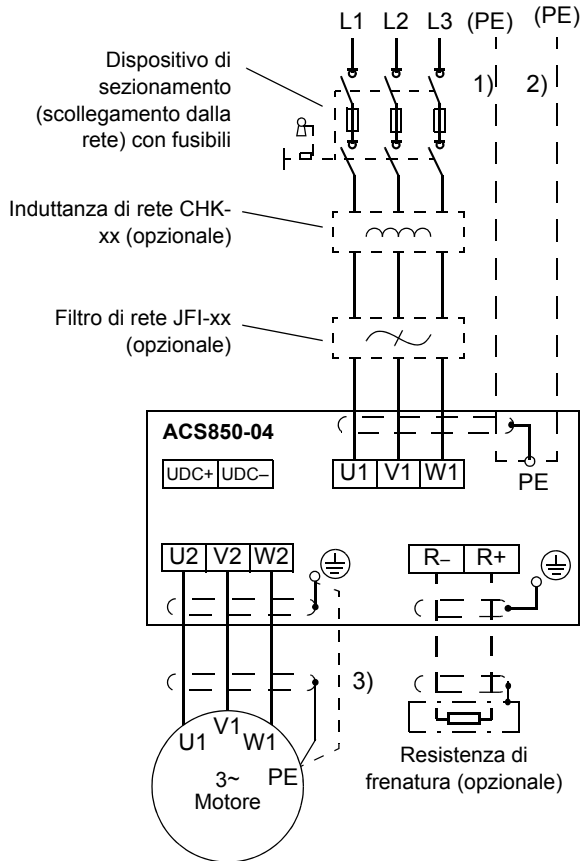 L1 L2 L3 (PE) (PE)
Dispositivo di
sezionamento
(scollegamento dalla
rete) con fusibili
1) 2)
Induttanza di rete CHK-
xx (opzionale)
Filtro di rete JFI-xx
(opzionale)
ACS850-04
UDC+ UDC–
U1 V1 W1
PE
U2 V2 W2
R– R+
3)
U1 V1 W1
PE
3~
Motore
Resistenza di
frenatura (opzionale)